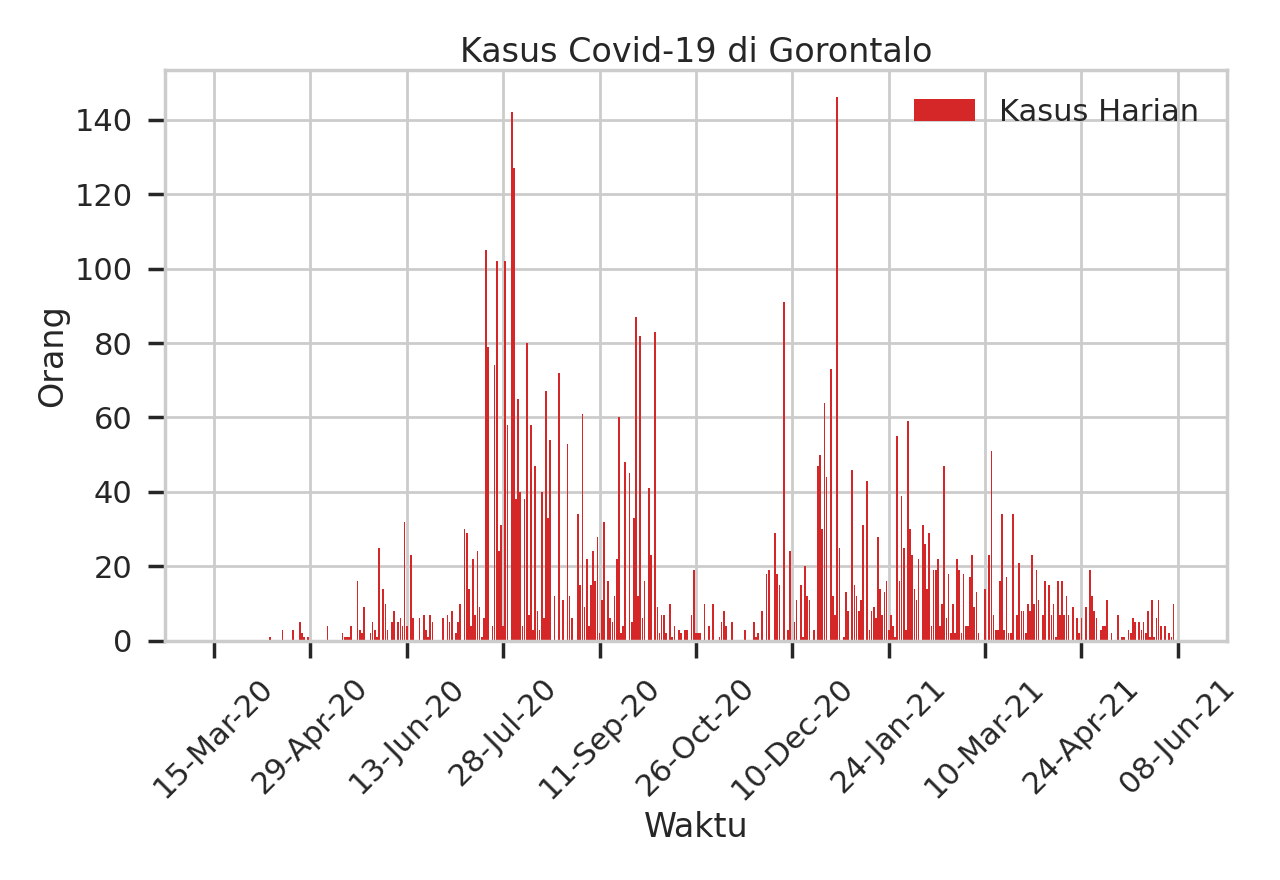 Kasus Covid-19 di Gorontalo
Kasus Harian
140
120
100
80
60
40
20
0
Orang
15-Mar-20
29-Apr-20
13-Jun-20
28-Jul-20
11-Sep-20
26-Oct-20
10-Dec-20
24-Jan-21
10-Mar-21
24-Apr-21
08-Jun-21
Waktu